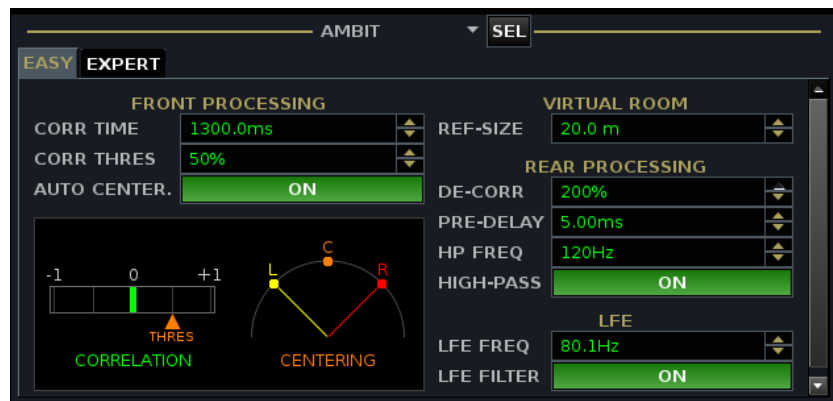 AMBIT SEL
EASY EXPERT
FRONT PROCESSING
CORR TIME 1300.0ms
CORR THRES 50%
AUTO CENTER. ON
-1 0 +1
THRES
CORRELATION
L C R
CENTERING
VIRTUAL ROOM
REF-SIZE 20.0 m
REAR PROCESSING
DE-CORR 200%
PRE-DELAY 5.00ms
HP FREQ 120Hz
HIGH-PASS ON
LFE
LFE FREQ 80.1Hz
LFE FILTER ON